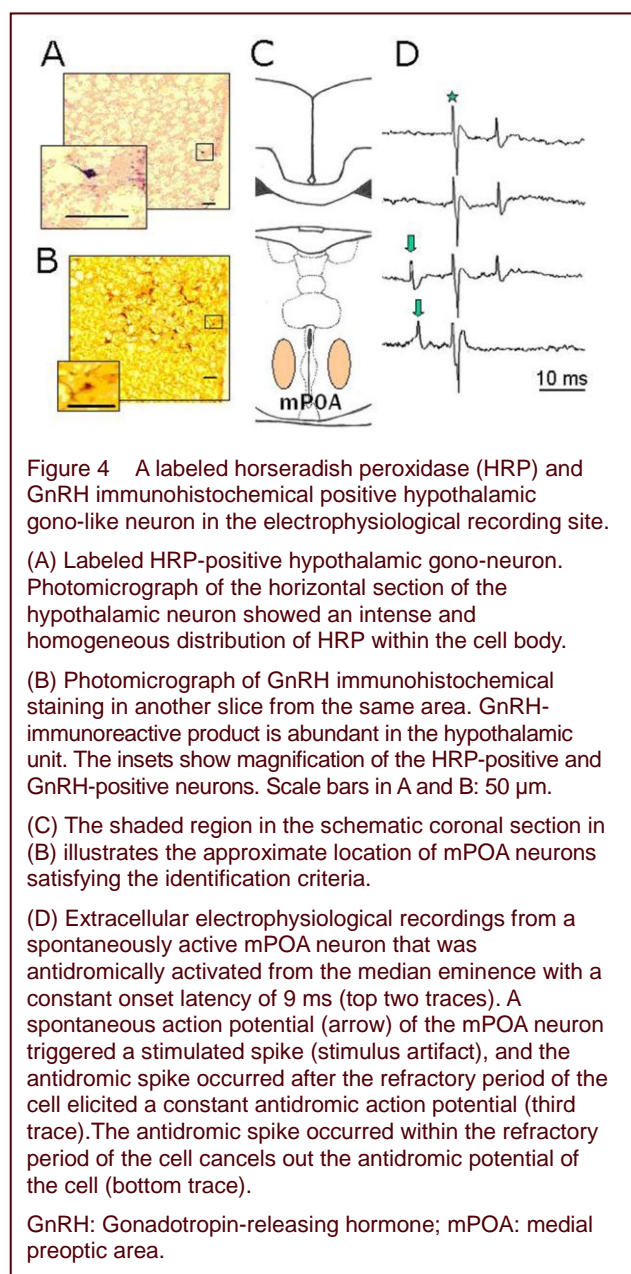 A
C
D
B
mPOA
10 ms
Figure 4 A labeled horseradish peroxidase (HRP) and
GnRH immunohistochemical positive hypothalamic
gono-like neuron in the electrophysiological recording site.
(A) Labeled HRP-positive hypothalamic gono-neuron.
Photomicrograph of the horizontal section of the
hypothalamic neuron showed an intense and
homogeneous distribution of HRP within the cell body.
(B) Photomicrograph of GnRH immunohistochemical
staining in another slice from the same area. GnRH-
immunoreactive product is abundant in the hypothalamic
unit. The insets show magnification of the HRP-positive and
GnRH-positive neurons. Scale bars in A and B: 50 μm.
(C) The shaded region in the schematic coronal section in
(B) illustrates the approximate location of mPOA neurons
satisfying the identification criteria.
(D) Extracellular electrophysiological recordings from a
spontaneously active mPOA neuron that was
antidromically activated from the median eminence with a
constant onset latency of 9 ms (top two traces). A
spontaneous action potential (arrow) of the mPOA neuron
triggered a stimulated spike (stimulus artifact), and the
antidromic spike occurred after the refractory period of the
cell elicited a constant antidromic action potential (third
trace).The antidromic spike occurred within the refractory
period of the cell cancels out the antidromic potential of
the cell (bottom trace).
GnRH: Gonadotropin-releasing hormone; mPOA: medial
preoptic area.